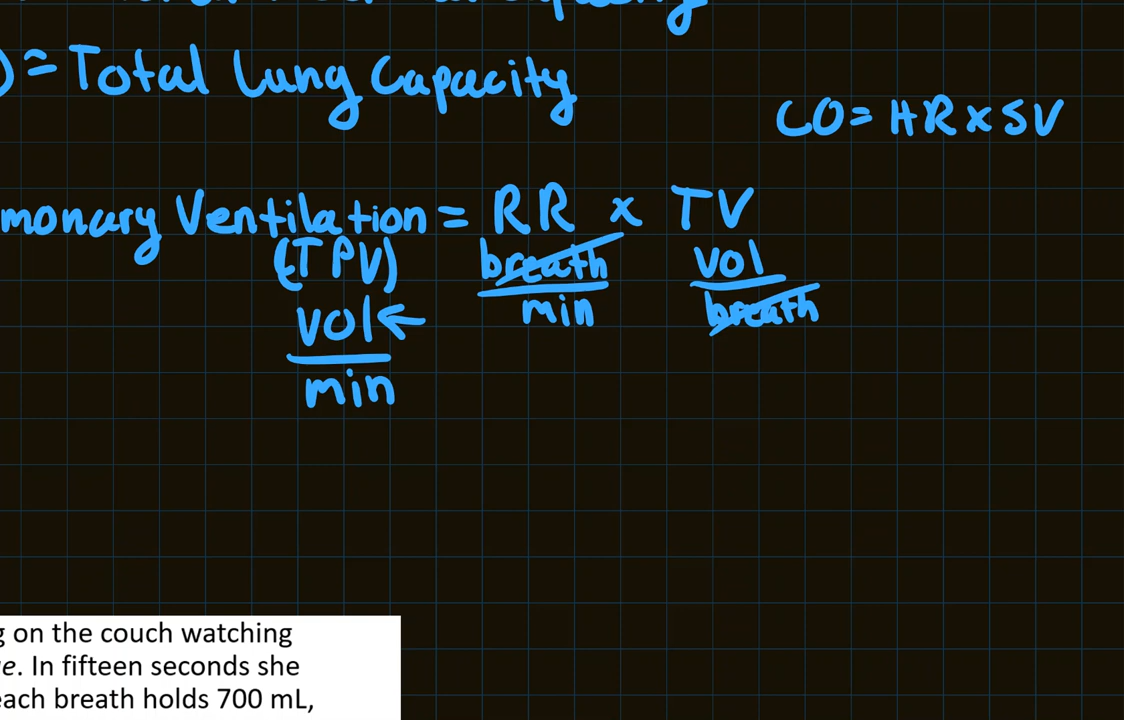 ) = Total Lung Capacity
CO = HR x SV
monary Ventilation = RR x TV
(TPV) breath vol
vol ← min breath
min
g on the couch watching
e. In fifteen seconds she
each breath holds 700 mL,